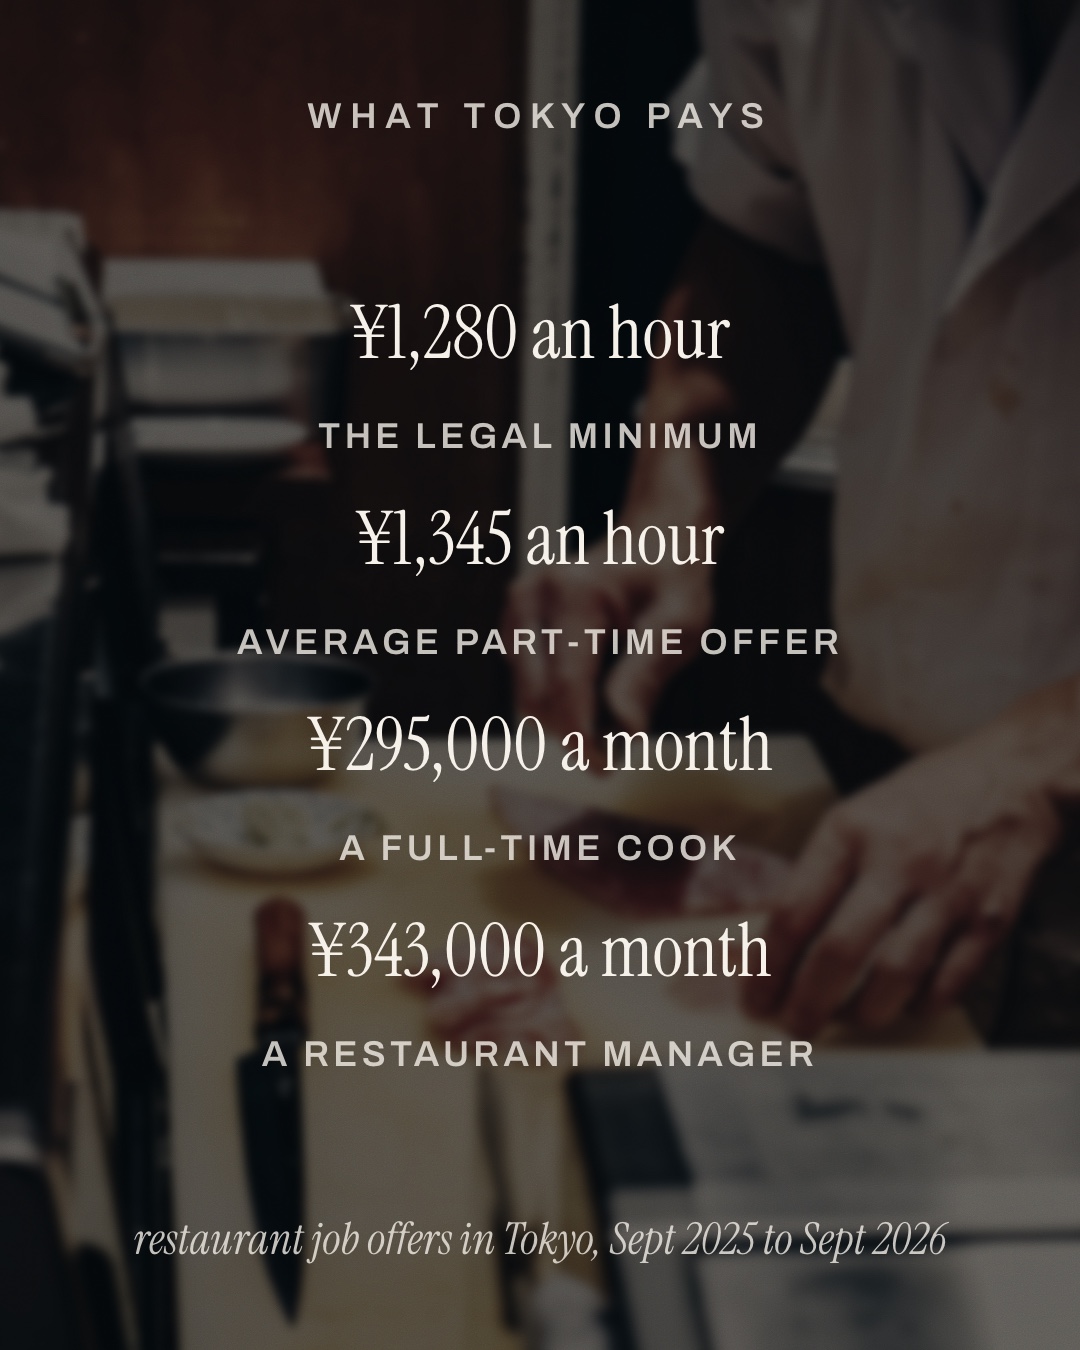 WHAT TOKYO PAYS
¥1,280 an hour
THE LEGAL MINIMUM
¥1,345 an hour
AVERAGE PART-TIME OFFER
¥295,000 a month
A FULL-TIME COOK
¥343,000 a month
A RESTAURANT MANAGER
restaurant job offers in Tokyo, Sept 2025 to Sept 2026